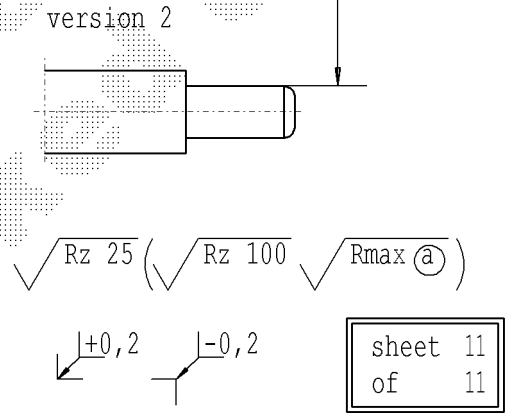 version 2
Rz 25 ( Rz 100 Rmax a )
+0,2 -0,2
sheet 11
of 11